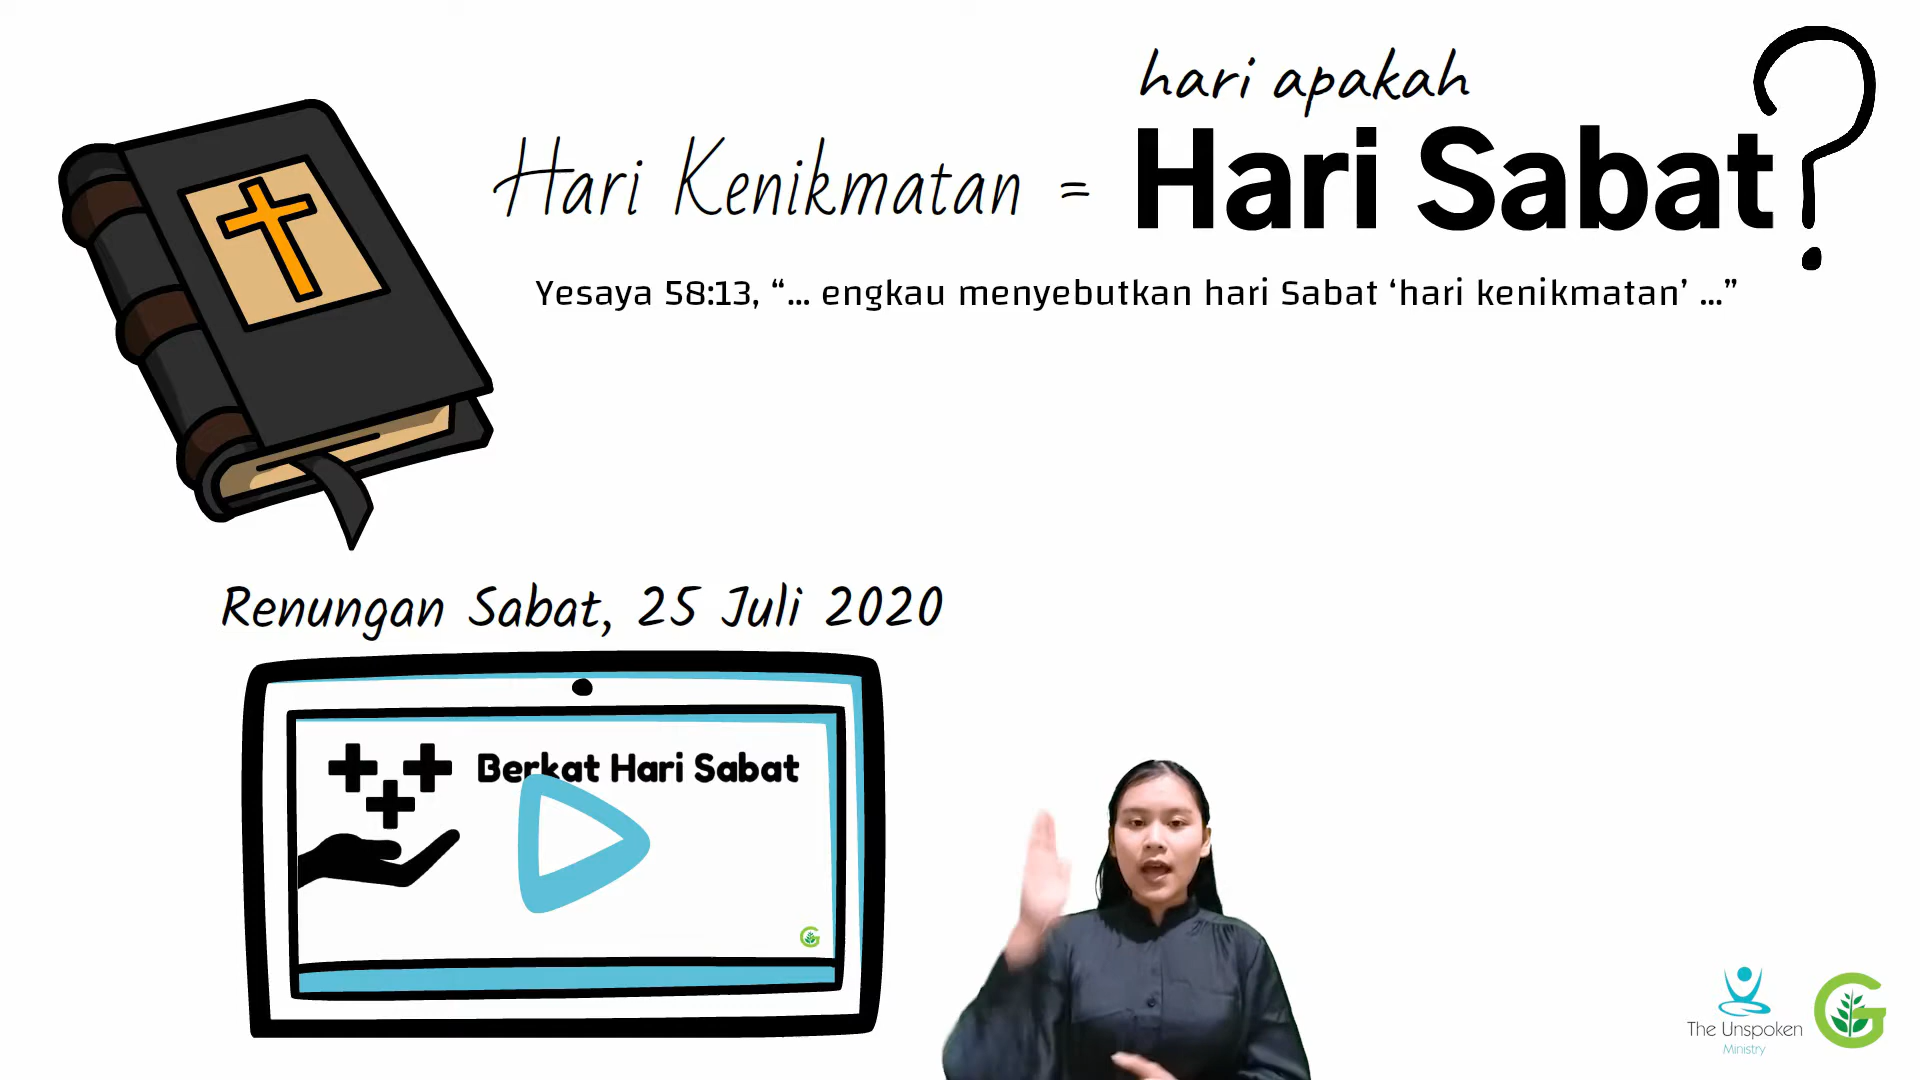 hari apakah
Hari Kenikmatan = Hari Sabat?
Yesaya 58:13, “... engkau menyebutkan hari Sabat ‘hari kenikmatan’ ...”
Renungan Sabat, 25 Juli 2020
Berkat Hari Sabat
The Unspoken
Ministry